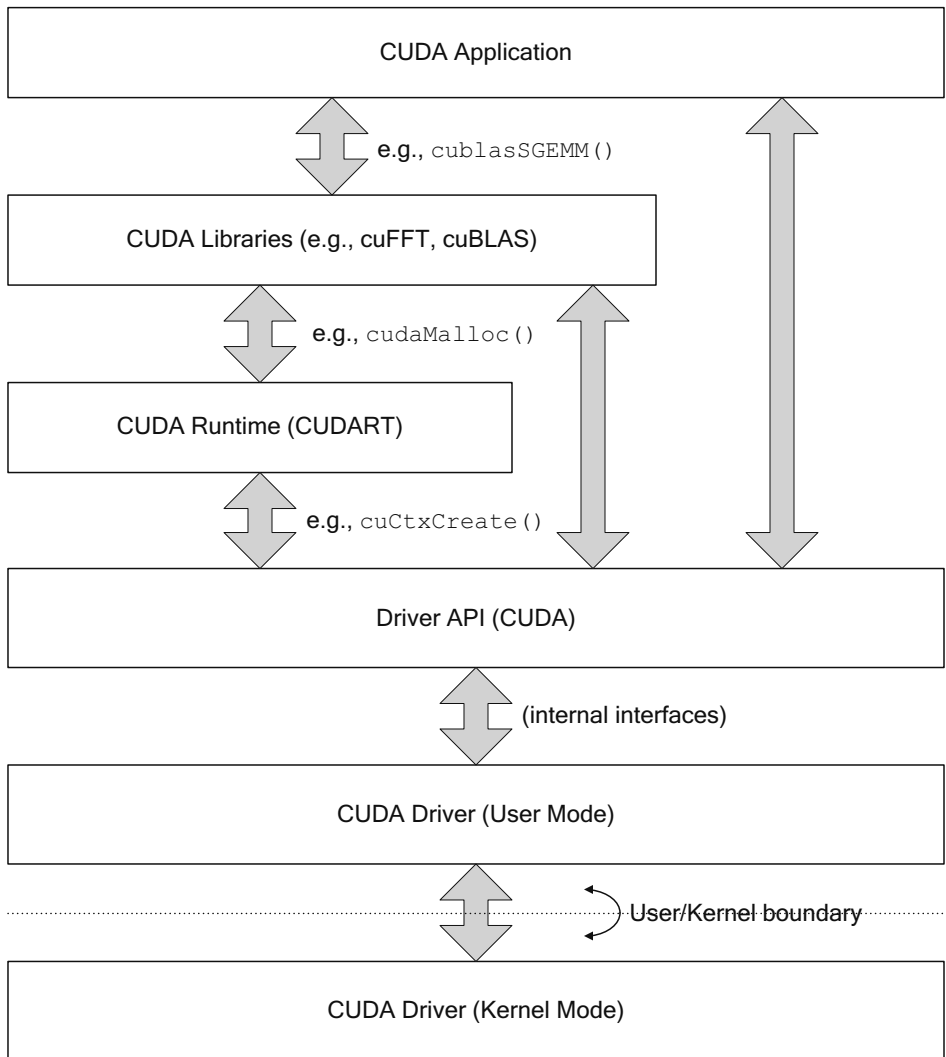 CUDA Application
e.g., cublasSGEMM()
CUDA Libraries (e.g., cuFFT, cuBLAS)
e.g., cudaMalloc()
CUDA Runtime (CUDART)
e.g., cuCtxCreate()
Driver API (CUDA)
(internal interfaces)
CUDA Driver (User Mode)
User/Kernel boundary
CUDA Driver (Kernel Mode)